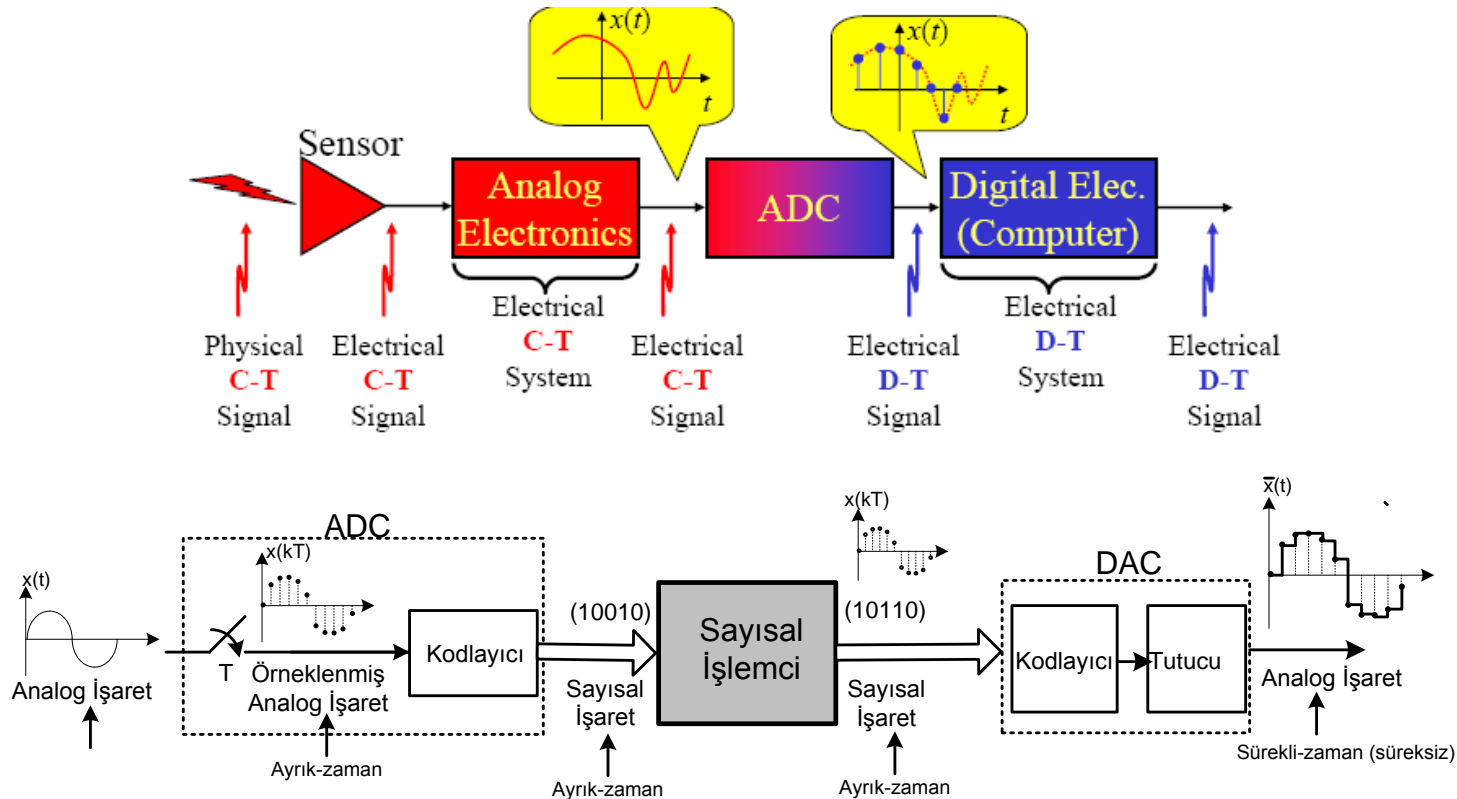 x(t)
t
x(t)
t
Sensor
Analog
Electronics
ADC
Digital Elec.
(Computer)
Physical
C-T
Signal
Electrical
C-T
Signal
Electrical
C-T
System
Electrical
C-T
Signal
Electrical
D-T
Signal
Electrical
D-T
System
Electrical
D-T
Signal
x(t)
Analog İşaret
ADC
x(kT)
T
Örneklenmiş
Analog İşaret
Ayrık-zaman
Kodlayıcı
(10010)
Sayısal
İşaret
Ayrık-zaman
Sayısal
İşlemci
x(kT)
(10110)
Sayısal
İşaret
Ayrık-zaman
DAC
Kodlayıcı
Tutucu
x̅(t)
Analog İşaret
Sürekli-zaman (süreksiz)